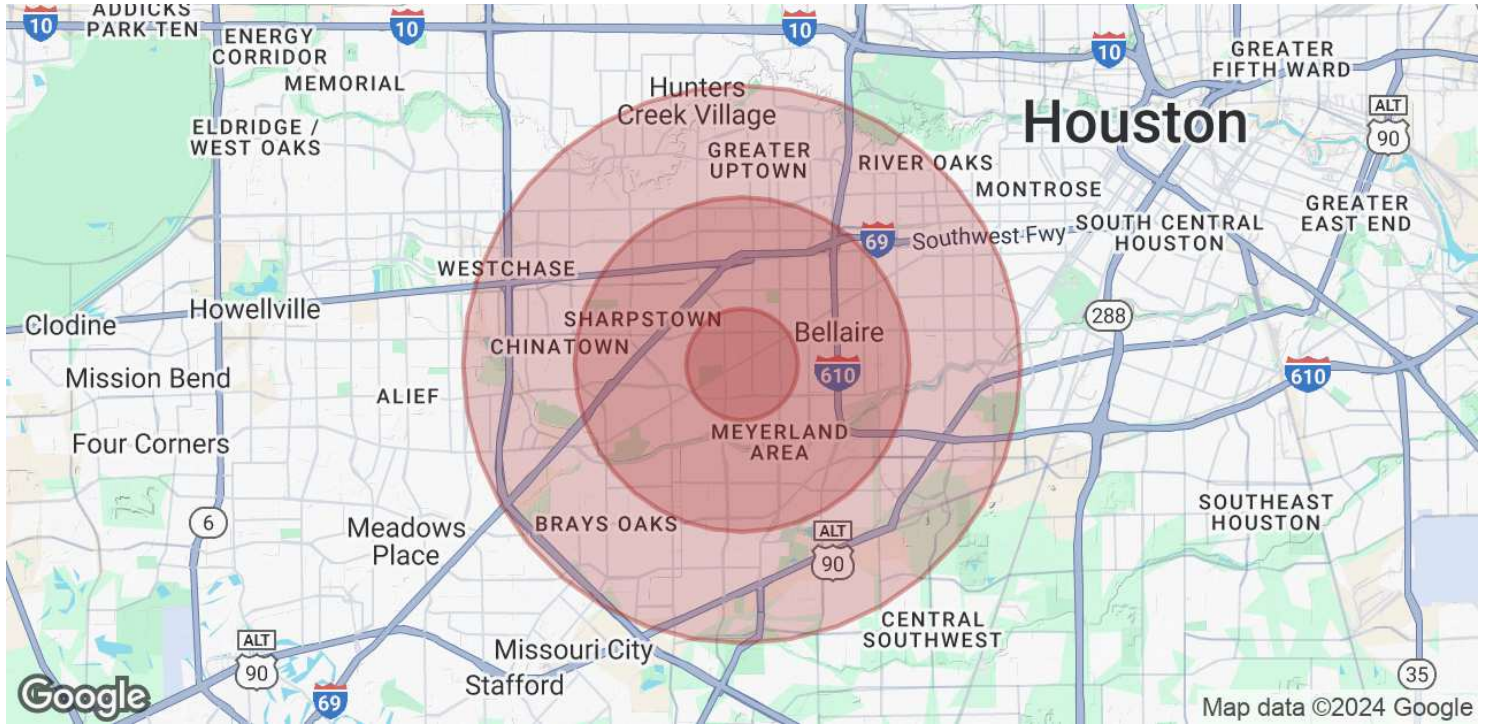 ADDICKS
PARK TEN
10
10
10
10
ENERGY
CORRIDOR
MEMORIAL
Hunters
Creek Village
GREATER
FIFTH WARD
ALT
90
Houston
ELDRIDGE /
WEST OAKS
GREATER
UPTOWN
RIVER OAKS
MONTROSE
GREATER
EAST END
SOUTH CENTRAL
HOUSTON
69
Southwest Fwy
WESTCHASE
Howellville
Clodine
SHARPSTOWN
CHINATOWN
Bellaire
288
610
610
Mission Bend
ALIEF
Four Corners
MEYERLAND
AREA
6
Meadows
Place
BRAYS OAKS
SOUTHEAST
HOUSTON
ALT
90
CENTRAL
SOUTHWEST
ALT
90
Missouri City
Stafford
69
35
Google
Map data ©2024 Google